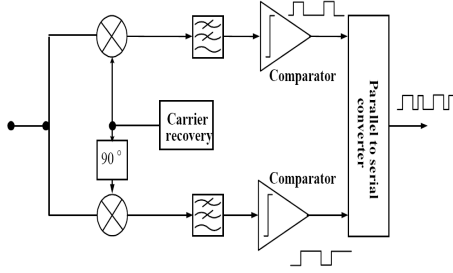 Comparator
Carrier
recovery
90°
Comparator
Parallel to serial
converter